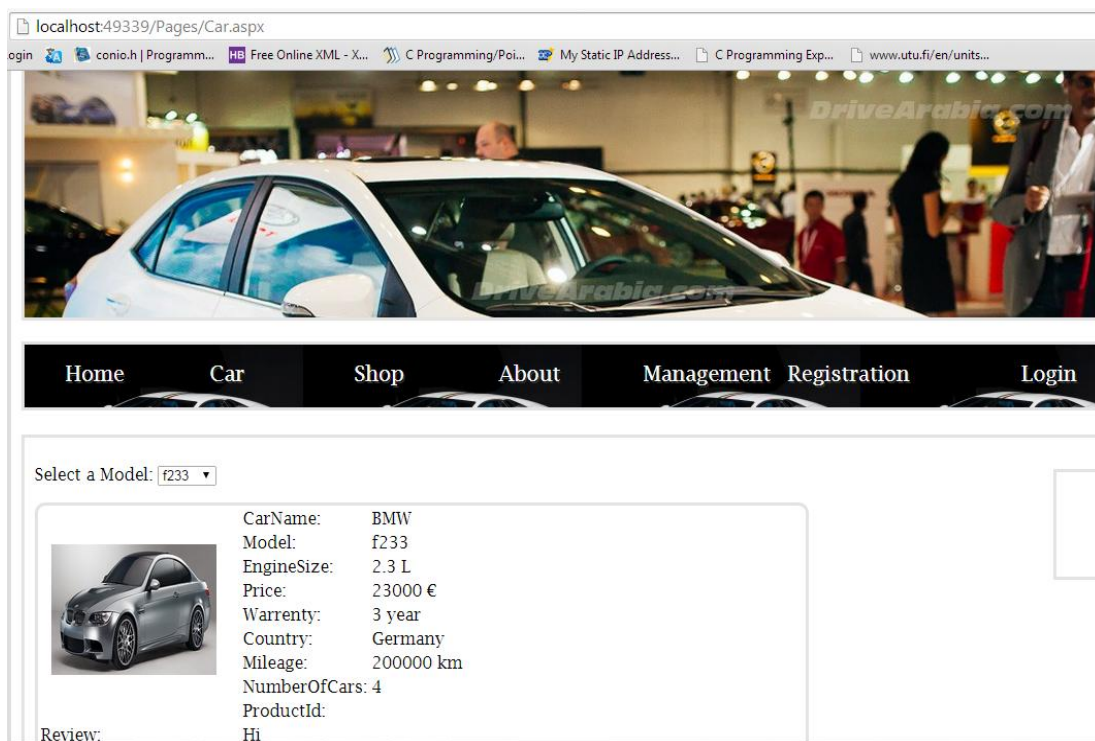 localhost:49339/Pages/Car.aspx
ogin conio.h | Programm... HB Free Online XML - X... C Programming/Poi... My Static IP Address... C Programming Exp... www.utu.fi/en/units...
DriveArabia.com
DriveArabia.com
Home Car Shop About Management Registration Login
Select a Model: f233
CarName: BMW
Model: f233
EngineSize: 2.3 L
Price: 23000 €
Warrenty: 3 year
Country: Germany
Mileage: 200000 km
NumberOfCars: 4
ProductId:
Review: Hi